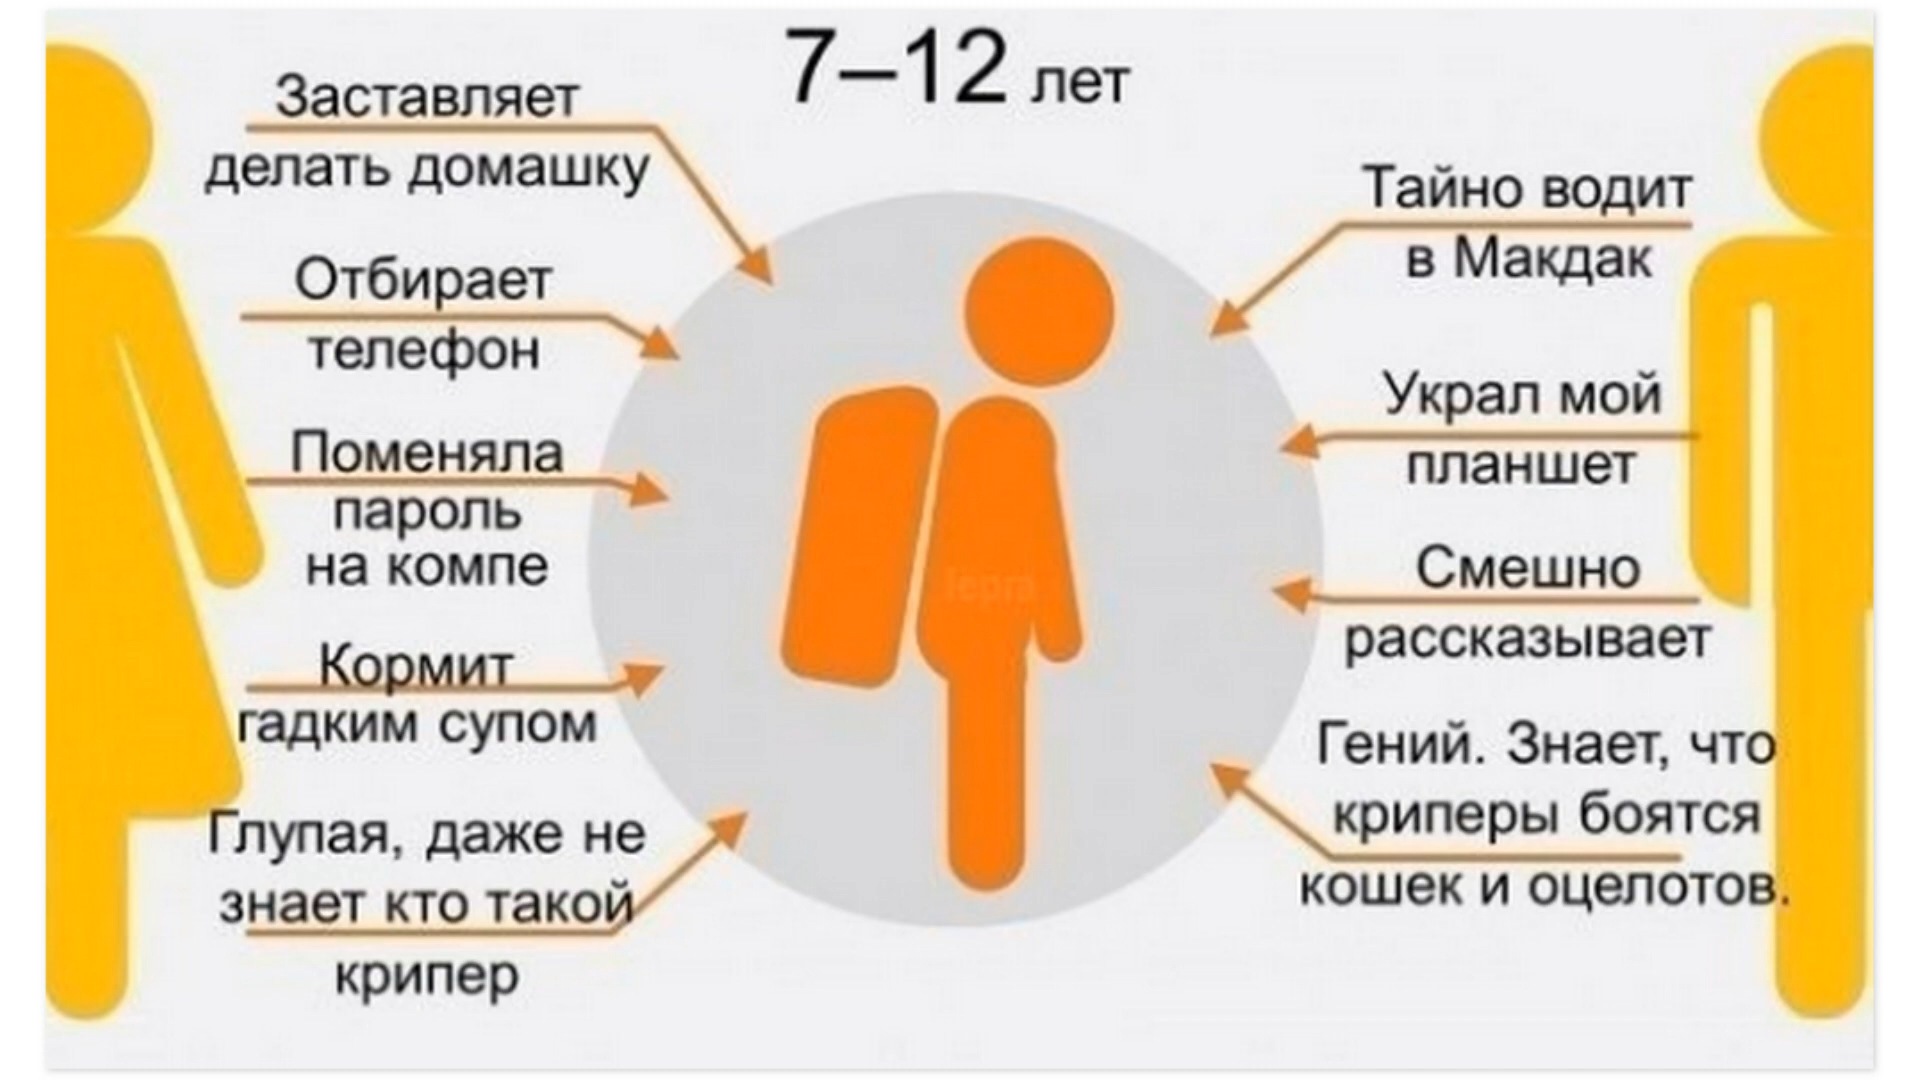 7–12 лет
Заставляет
делать домашку
Отбирает
телефон
Поменяла
пароль
на компе
Кормит
гадким супом
Глупая, даже не
знает кто такой
крипер
Тайно водит
в Макдак
Украл мой
планшет
Смешно
рассказывает
Гений. Знает, что
криперы боятся
кошек и оцелотов.
lepra